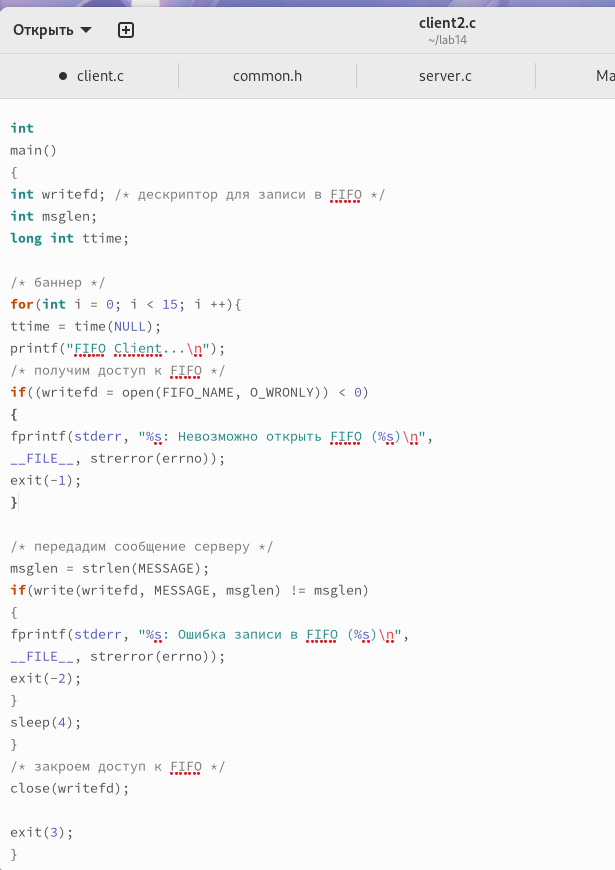 Открыть
client2.c
~/lab14
client.c common.h server.c Ma
int
main()
{
int writefd; /* дескриптор для записи в FIFO */
int msglen;
long int ttime;
/* баннер */
for(int i = 0; i < 15; i ++){
ttime = time(NULL);
printf("FIFO Client...\n");
/* получим доступ к FIFO */
if((writefd = open(FIFO_NAME, O_WRONLY)) < 0)
{
fprintf(stderr, "%s: Невозможно открыть FIFO (%s)\n",
__FILE__, strerror(errno));
exit(-1);
}
/* передадим сообщение серверу */
msglen = strlen(MESSAGE);
if(write(writefd, MESSAGE, msglen) != msglen)
{
fprintf(stderr, "%s: Ошибка записи в FIFO (%s)\n",
__FILE__, strerror(errno));
exit(-2);
}
sleep(4);
}
/* закроем доступ к FIFO */
close(writefd);
exit(3);
}